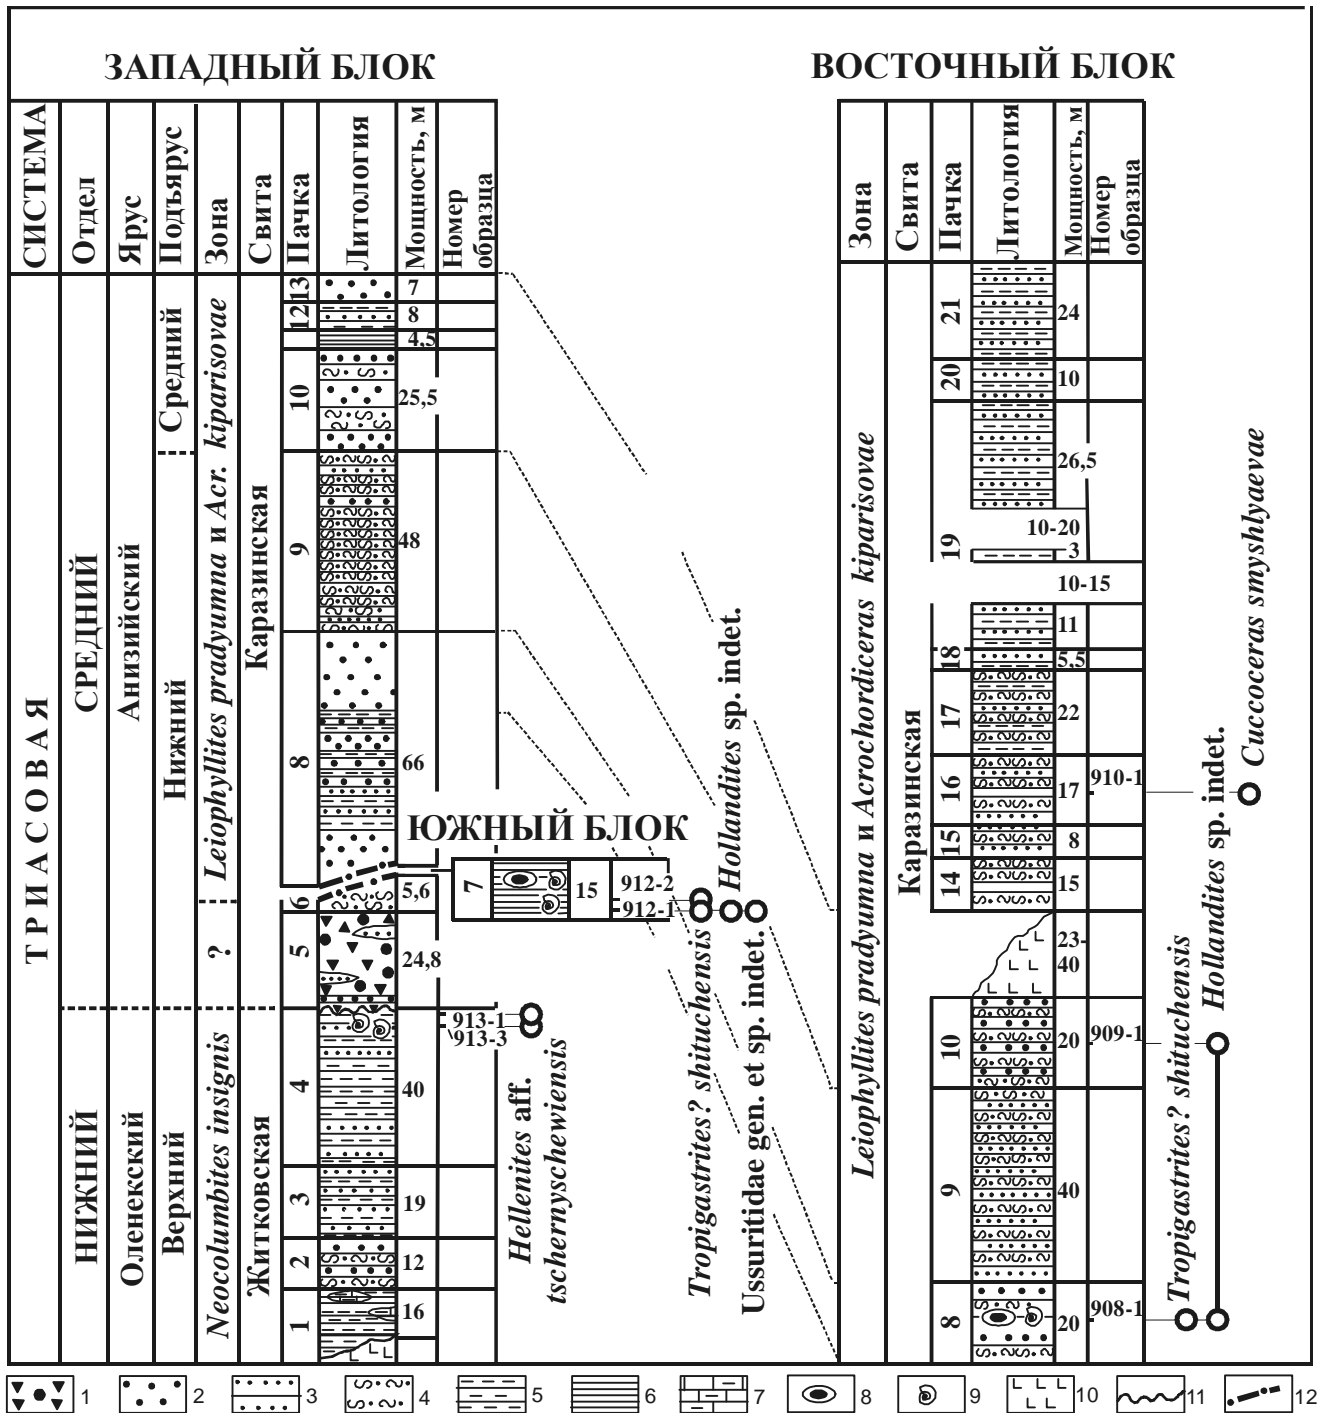 ЗАПАДНЫЙ БЛОК
ВОСТОЧНЫЙ БЛОК
СИСТЕМА
Отдел
Ярус
Подъярус
Зона
Свита
Пачка
Литология
Мощность, м
Номер
образца
ТРИАСОВАЯ
СРЕДНИЙ
НИЖНИЙ
Анизийский
Оленекский
Средний
Нижний
Верхний
Leiophyllites pradyumna и Acr. kiparisovae
?
Neocolumbites insignis
Каразинская
Житковская
13
7
12
8
4,5
10
25,5
9
48
8
66
6
5,6
5
24,8
4
40
3
19
2
12
1
16
913-1
913-3
Hellenites aff.
tschernyschewiensis
ЮЖНЫЙ БЛОК
7
15
912-2
912-1
Tropigastrites? shituchensis
Hollandites sp. indet.
Ussuritidae gen. et sp. indet.
Зона
Свита
Пачка
Литология
Мощность, м
Номер
образца
Leiophyllites pradyumna и Acrochordiceras kiparisovae
Каразинская
21
24
20
10
26,5
10-20
19
3
10-15
11
18
5,5
17
22
16
17
910-1
15
8
14
15
23-
40
10
20
909-1
9
40
8
20
908-1
Tropigastrites? shituchensis
Hollandites sp. indet.
Cuccoceras smyshlyaevae
1
2
3
4
5
6
7
8
9
10
11
12